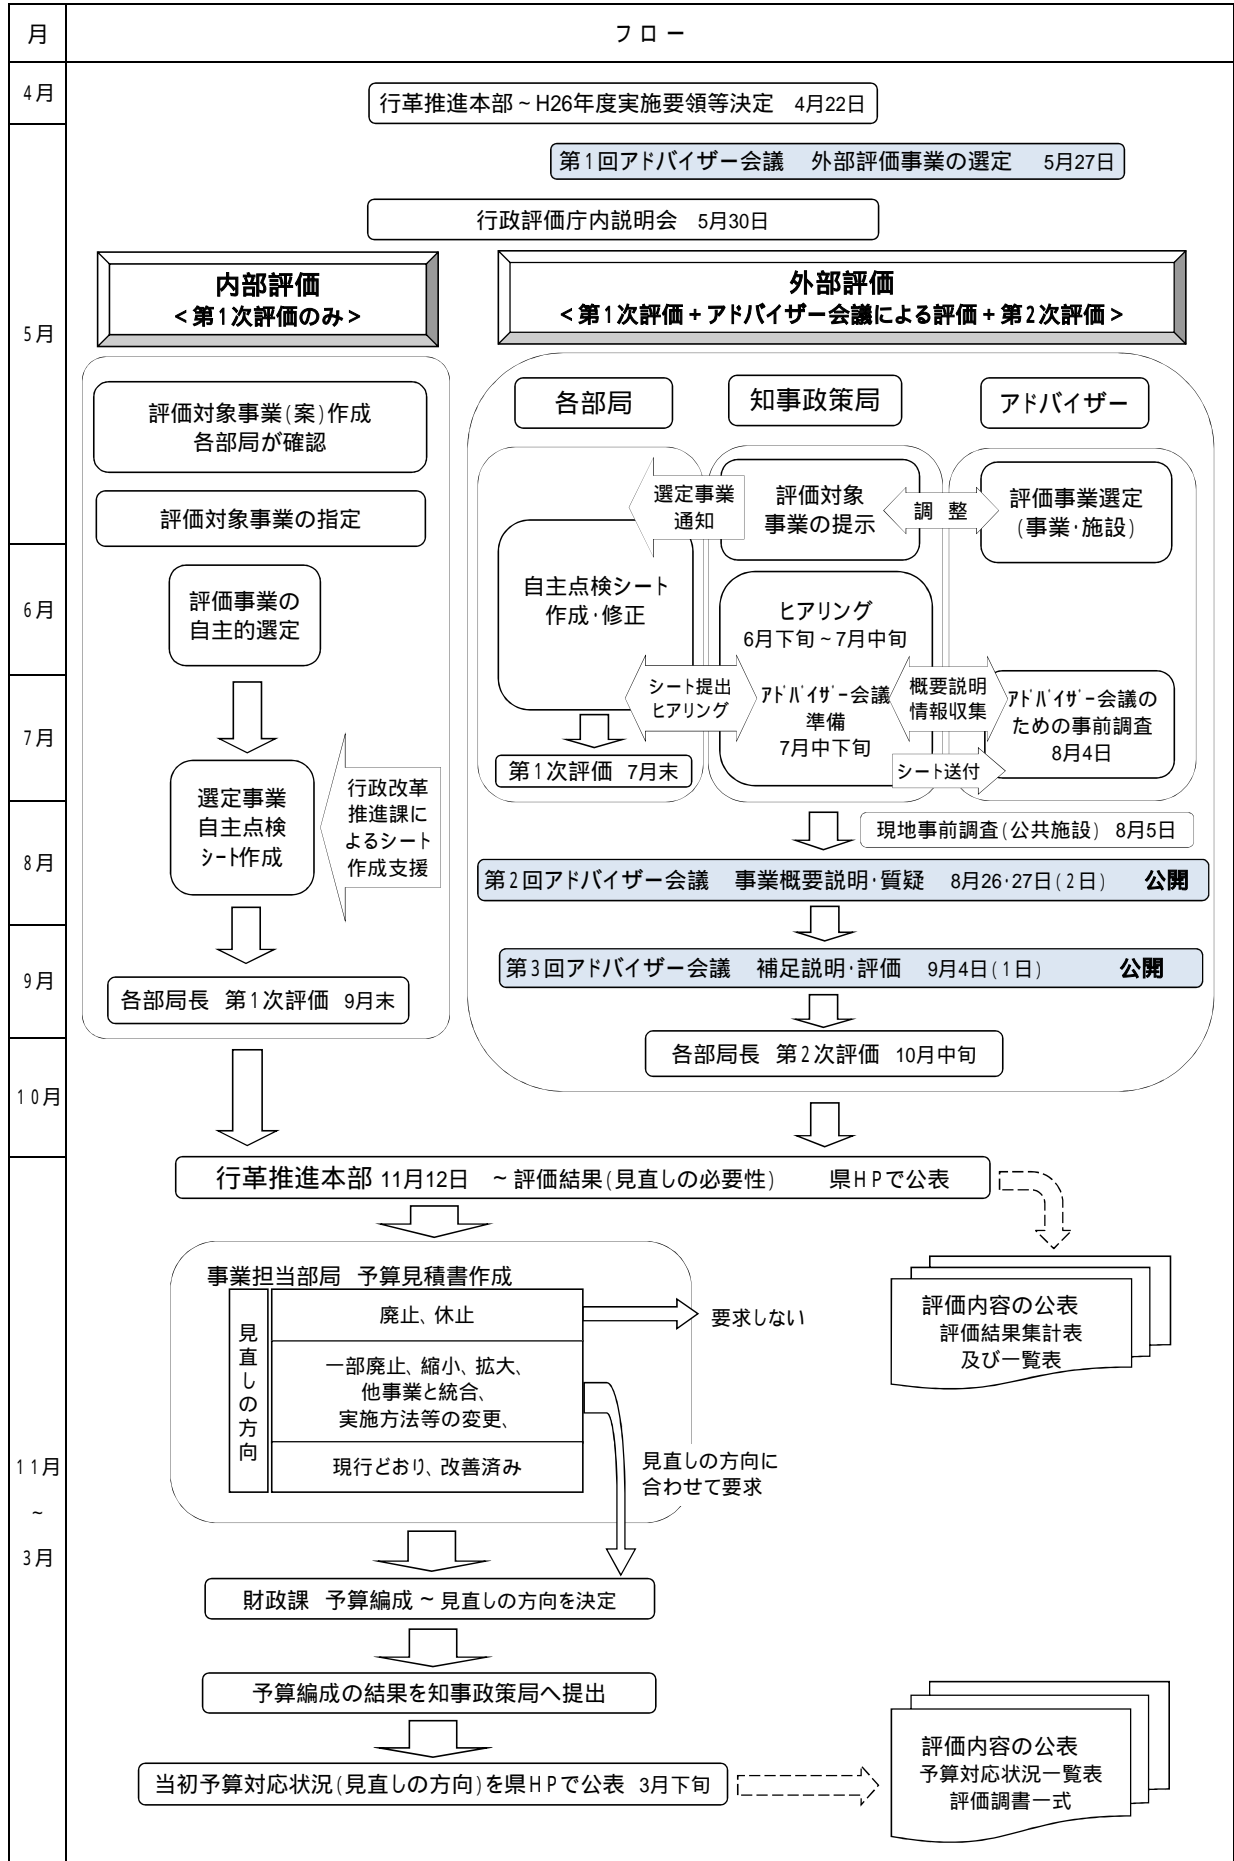 月
フロー
4月
行革推進本部～H26年度実施要領等決定　4月22日
5月
第1回アドバイザー会議　外部評価事業の選定　5月27日
行政評価庁内説明会　5月30日
内部評価
＜第1次評価のみ＞
外部評価
＜第1次評価＋アドバイザー会議による評価＋第2次評価＞
評価対象事業(案)作成
各部局が確認
評価対象事業の指定
各部局
知事政策局
アドバイザー
選定事業
通知
評価対象
事業の提示
調 整
評価事業選定
(事業･施設)
6月
評価事業の
自主的選定
自主点検シート
作成･修正
ヒアリング
6月下旬～7月中旬
7月
シート提出
ヒアリング
ｱﾄﾞﾊﾞｲｻﾞｰ会議
準備
7月中下旬
概要説明
情報収集
ｱﾄﾞﾊﾞｲｻﾞｰ会議の
ための事前調査
8月4日
シート送付
第1次評価 7月末
選定事業
自主点検
ｼｰﾄ作成
行政改革
推進課に
よるシート
作成支援
8月
現地事前調査(公共施設) 8月5日
第2回アドバイザー会議　事業概要説明･質疑　8月26･27日(2日)　公開
9月
第3回アドバイザー会議　補足説明･評価　9月4日(1日)　公開
各部局長 第1次評価 9月末
10月
各部局長 第2次評価 10月中旬
行革推進本部 11月12日　～評価結果(見直しの必要性)　県HPで公表
11月
～
3月
事業担当部局　予算見積書作成
見直しの方向
廃止、休止
要求しない
一部廃止、縮小、拡大、
他事業と統合、
実施方法等の変更、
現行どおり、改善済み
見直しの方向に
合わせて要求
評価内容の公表
評価結果集計表
及び一覧表
財政課　予算編成～見直しの方向を決定
予算編成の結果を知事政策局へ提出
当初予算対応状況(見直しの方向)を県HPで公表 3月下旬
評価内容の公表
予算対応状況一覧表
評価調書一式